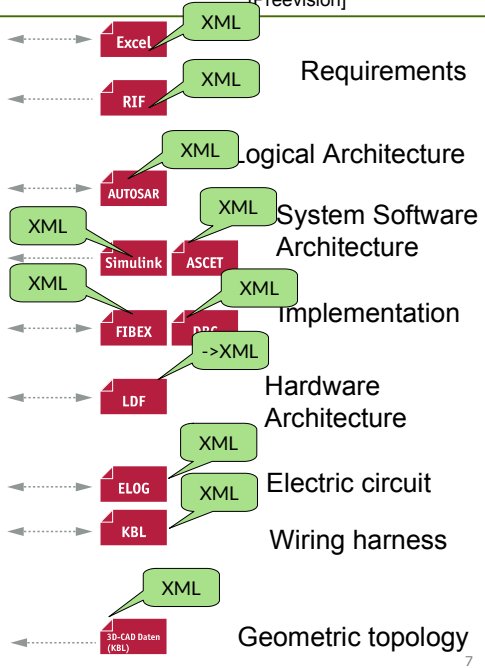 [Preevision]
XML
Excel
Requirements
XML
RIF
XML
Logical Architecture
AUTOSAR
XML
System Software
Architecture
XML
Simulink
ASCET
XML
XML
Implementation
FIBEX
DBC
->XML
LDF
Hardware
Architecture
XML
Electric circuit
ELOG
XML
KBL
Wiring harness
XML
3D-CAD Daten
(KBL)
Geometric topology
7